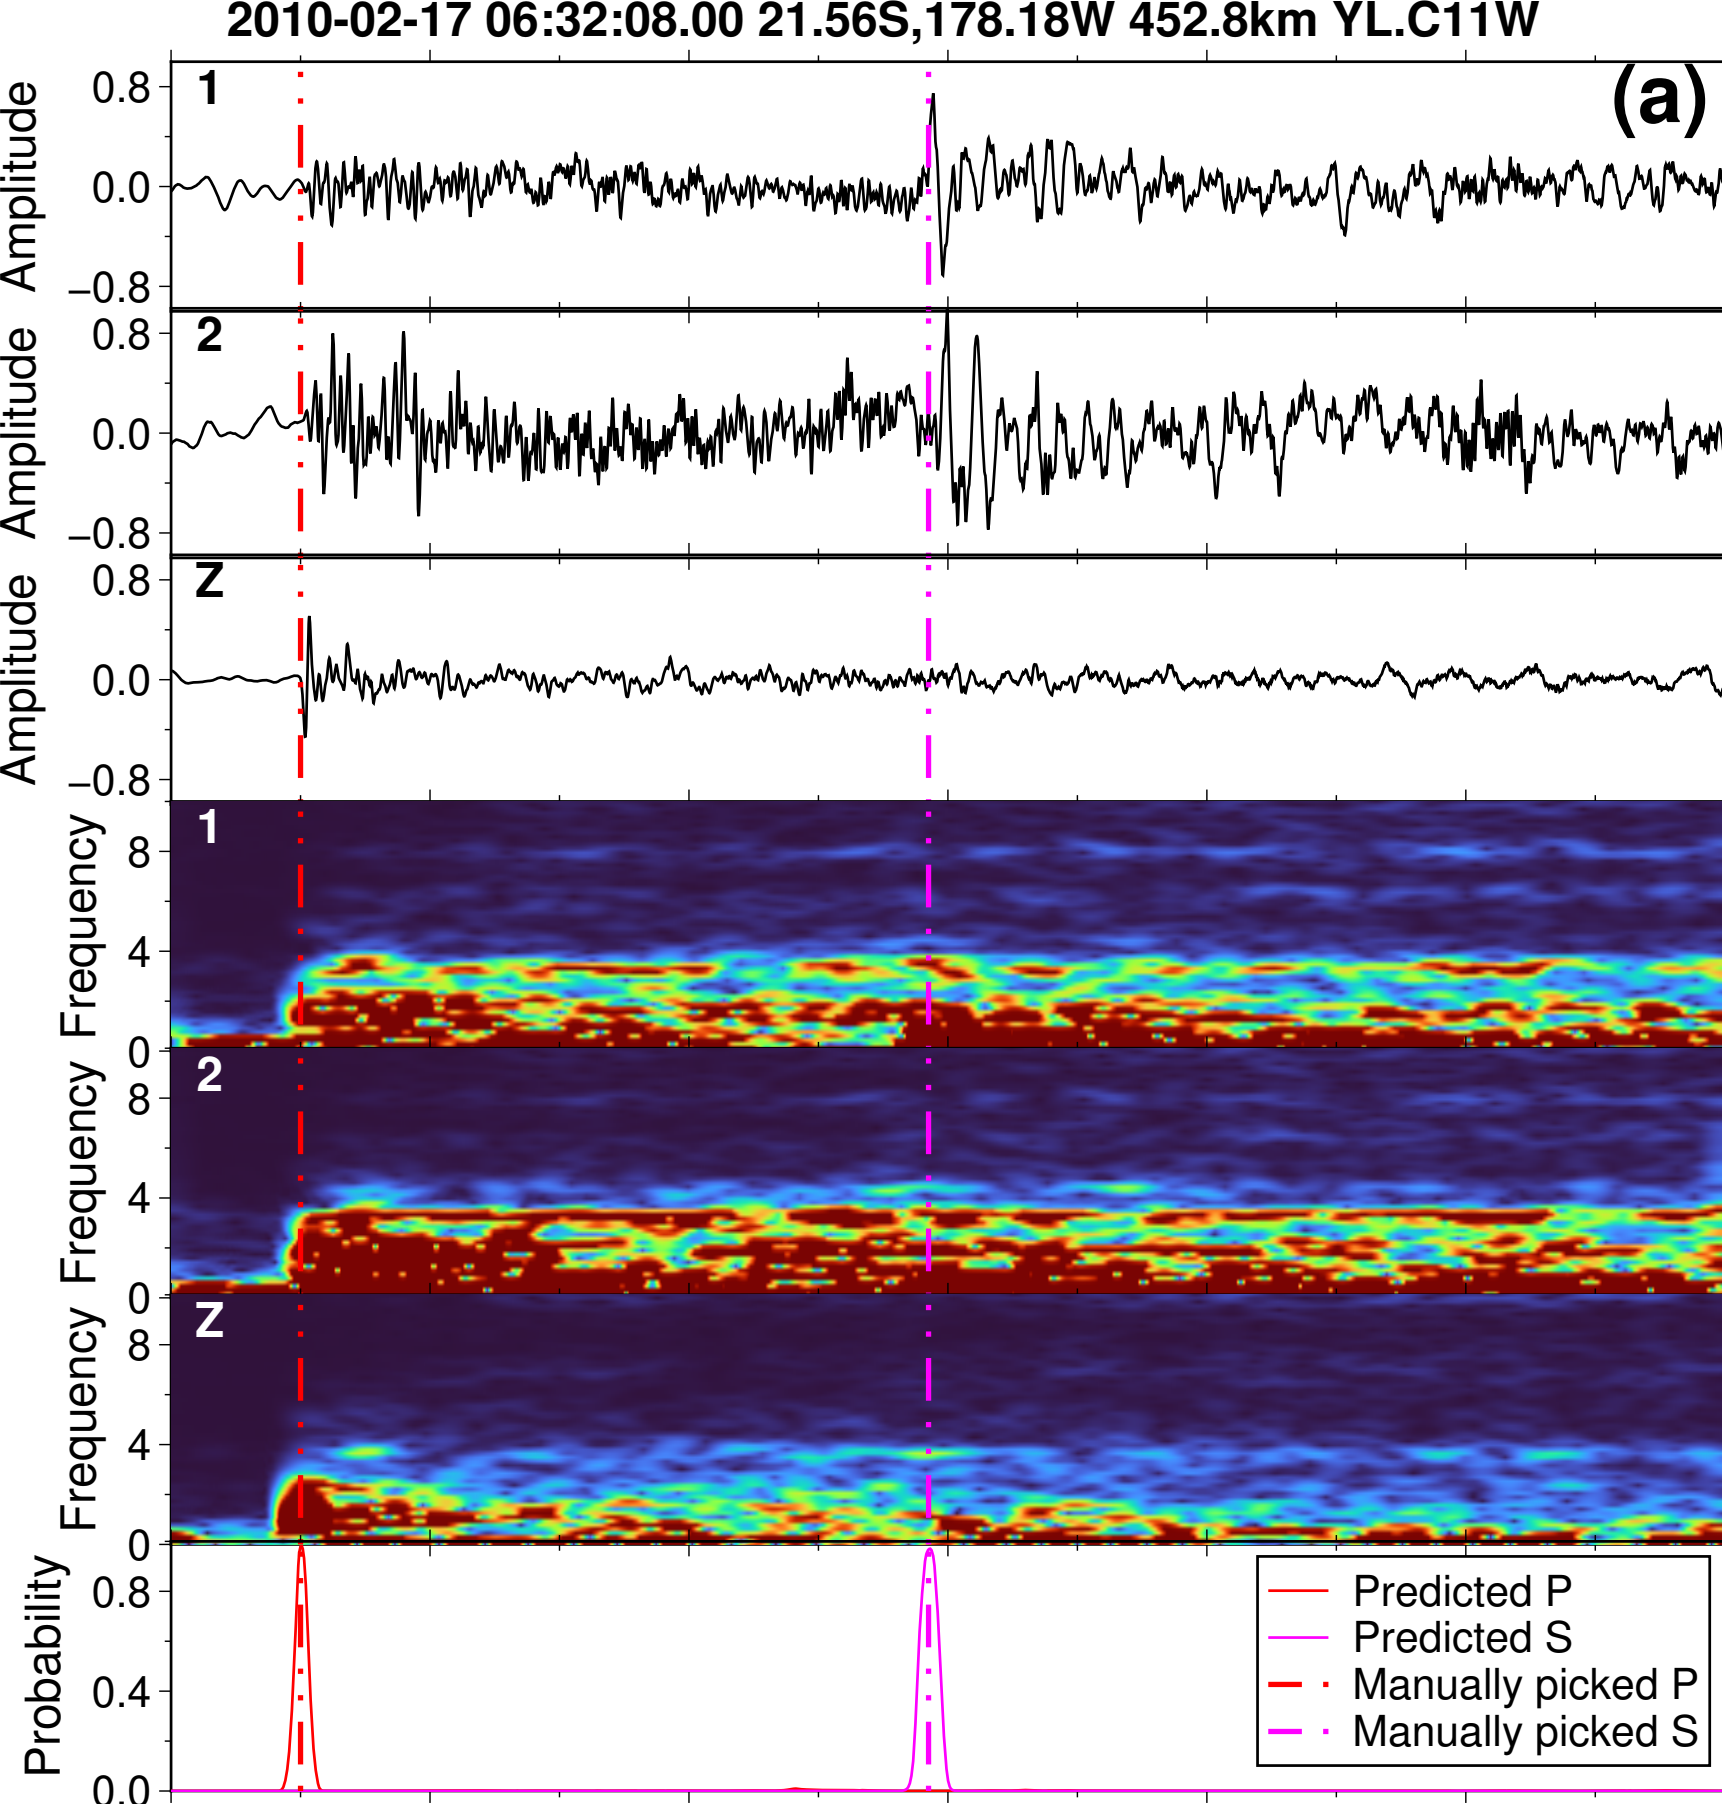 2010-02-17 06:32:08.00 21.56S,178.18W 452.8km YL.C11W
(a)
1
Amplitude
0.8
0.0
−0.8
2
Amplitude
0.8
0.0
−0.8
Z
Amplitude
0.8
0.0
−0.8
1
Frequency
8
4
0
2
Frequency
8
4
0
Z
Frequency
8
4
0
Probability
0.8
0.4
0.0
Predicted P
Predicted S
Manually picked P
Manually picked S